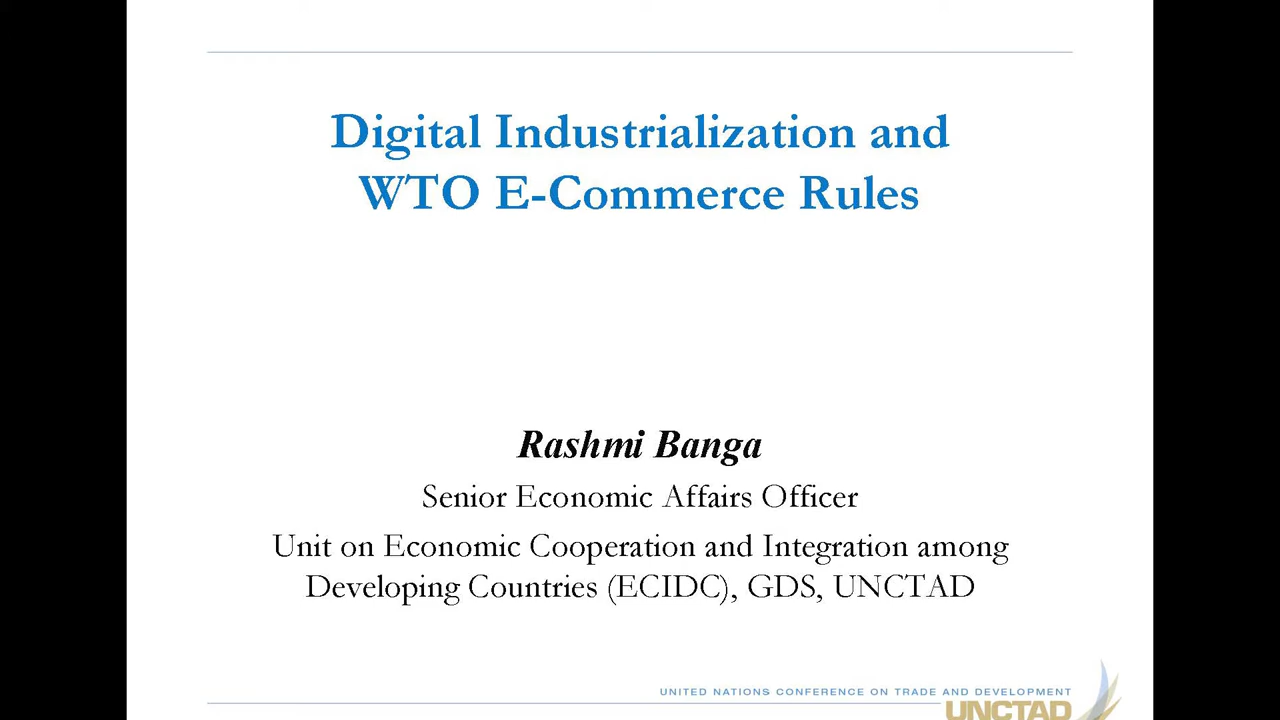 Digital Industrialization and
WTO E-Commerce Rules
Rashmi Banga
Senior Economic Affairs Officer
Unit on Economic Cooperation and Integration among
Developing Countries (ECIDC), GDS, UNCTAD
UNITED NATIONS CONFERENCE ON TRADE AND DEVELOPMENT
UNCTAD